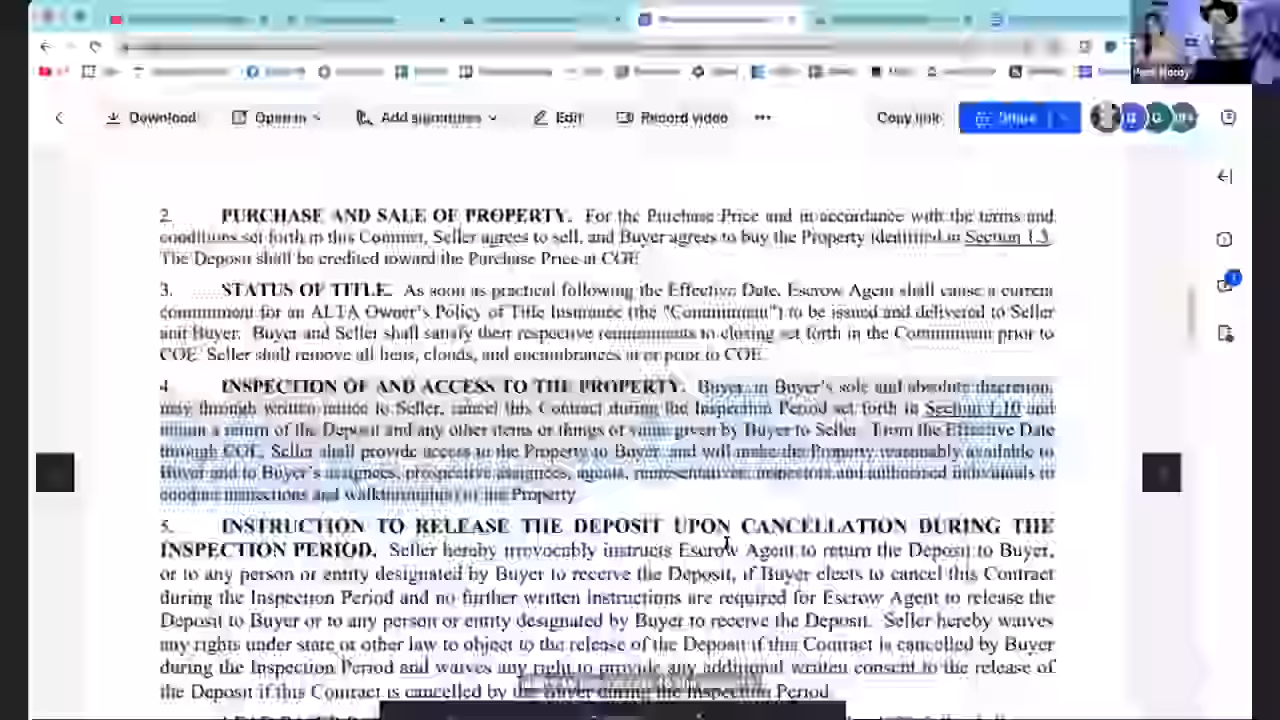 Download
Open in
Add signatures
Edit
Record video
Copy link
Share
2. PURCHASE AND SALE OF PROPERTY. For the Purchase Price and in accordance with the terms and
conditions set forth in this Contract, Seller agrees to sell, and Buyer agrees to buy the Property identified in Section 1.3.
The Deposit shall be credited toward the Purchase Price at COE
3. STATUS OF TITLE. As soon as practical following the Effective Date, Escrow Agent shall cause a current
commitment for an ALTA Owner's Policy of Title Insurance (the "Commitment") to be issued and delivered to Seller
and Buyer. Buyer and Seller shall satisfy their respective requirements to closing set forth in the Commitment prior to
COE. Seller shall remove all liens, clouds, and encumbrances at or prior to COE.
4. INSPECTION OF AND ACCESS TO THE PROPERTY. Buyer, in Buyer's sole and absolute discretion,
may through written notice to Seller, cancel this Contract during the Inspection Period set forth in Section 1.10 and
obtain a return of the Deposit and any other items or things of value given by Buyer to Seller. From the Effective Date
through COE, Seller shall provide access to the Property to Buyer, and will make the Property reasonably available to
Buyer and to Buyer's assignees, prospective assignees, agents, representatives, inspectors and authorized individuals to
conduct inspections and walkthrough(s) of the Property
5. INSTRUCTION TO RELEASE THE DEPOSIT UPON CANCELLATION DURING THE
INSPECTION PERIOD. Seller hereby irrevocably instructs Escrow Agent to return the Deposit to Buyer,
or to any person or entity designated by Buyer to receive the Deposit, if Buyer elects to cancel this Contract
during the Inspection Period and no further written instructions are required for Escrow Agent to release the
Deposit to Buyer or to any person or entity designated by Buyer to receive the Deposit. Seller hereby waives
any rights under state or other law to object to the release of the Deposit if this Contract is cancelled by Buyer
during the Inspection Period and waives any right to provide any additional written consent to the release of
the Deposit if this Contract is cancelled by the Buyer during the Inspection Period